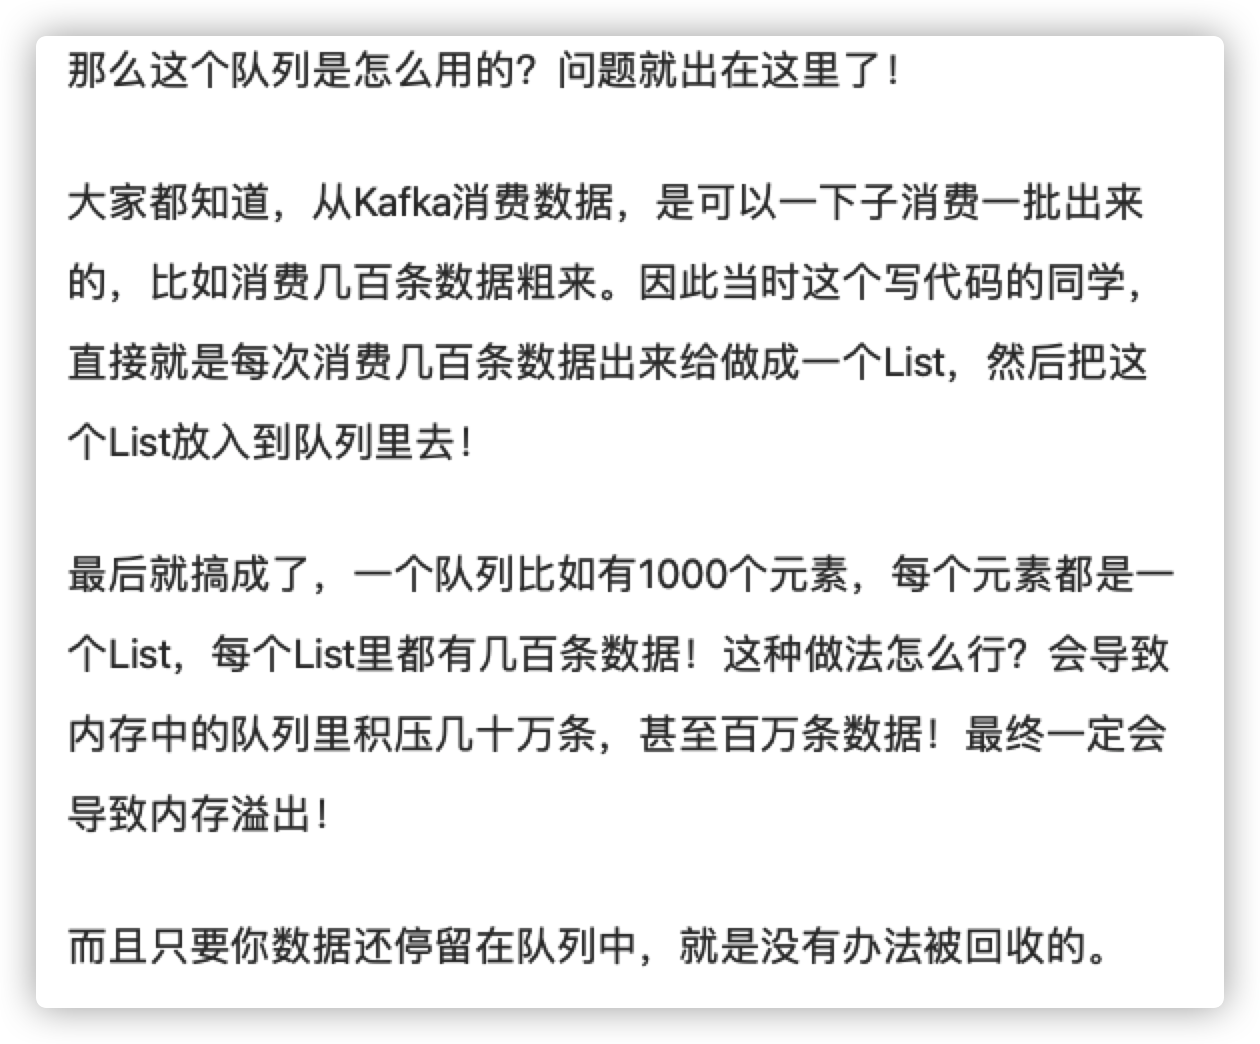 那么这个队列是怎么用的？问题就出在这里了！
大家都知道，从Kafka消费数据，是可以一下子消费一批出来
的，比如消费几百条数据粗来。因此当时这个写代码的同学，
直接就是每次消费几百条数据出来给做成一个List，然后把这
个List放入到队列里去！
最后就搞成了，一个队列比如有1000个元素，每个元素都是一
个List，每个List里都有几百条数据！这种做法怎么行？会导致
内存中的队列里积压几十万条，甚至百万条数据！最终一定会
导致内存溢出！
而且只要你数据还停留在队列中，就是没有办法被回收的。